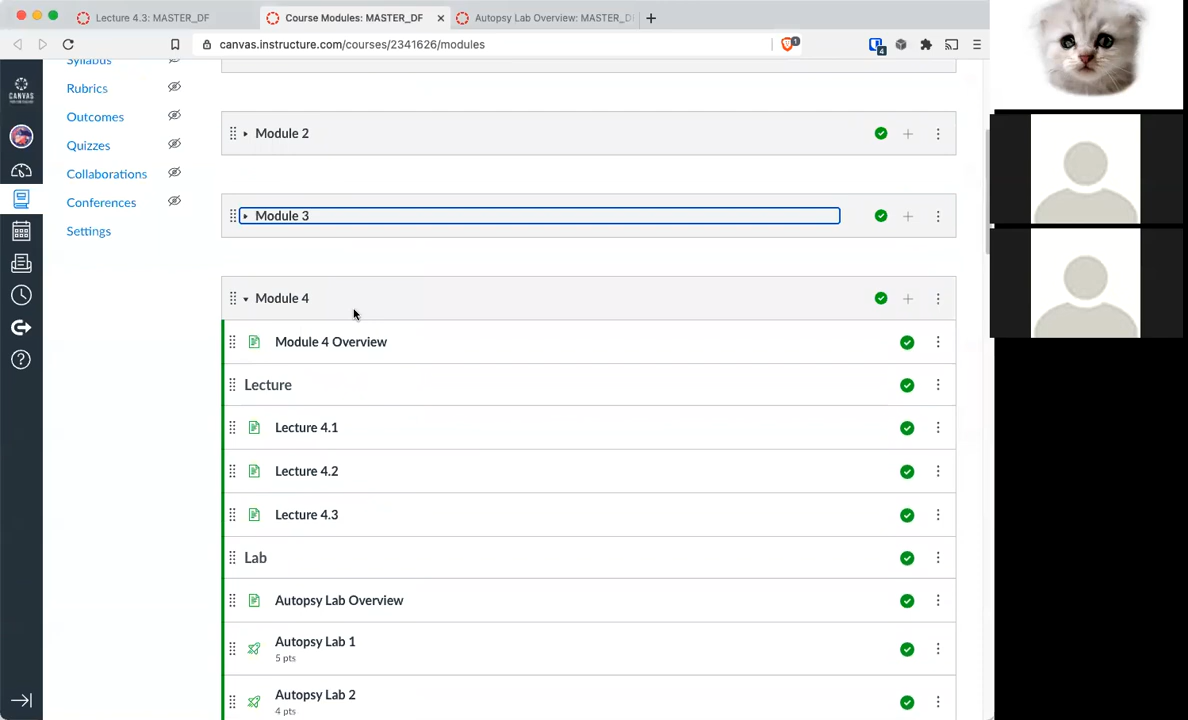 Lecture 4.3: MASTER_DF
Course Modules: MASTER_DF
Autopsy Lab Overview: MASTER_D
canvas.instructure.com/courses/2341626/modules
1
4
CANVAS
Syllabus
Rubrics
Outcomes
Quizzes
Collaborations
Conferences
Settings
Module 2
Module 3
Module 4
Module 4 Overview
Lecture
Lecture 4.1
Lecture 4.2
Lecture 4.3
Lab
Autopsy Lab Overview
Autopsy Lab 1
5 pts
Autopsy Lab 2
4 pts